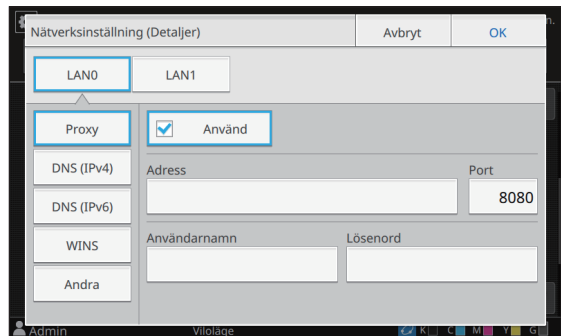 Nätverksinställning (Detaljer)
Avbryt
OK
n.
LAN0
LAN1
Proxy
Använd
DNS (IPv4)
Adress
Port
8080
DNS (IPv6)
WINS
Användarnamn
Lösenord
Andra
Admin
Viloläge
K
C
M
Y
G